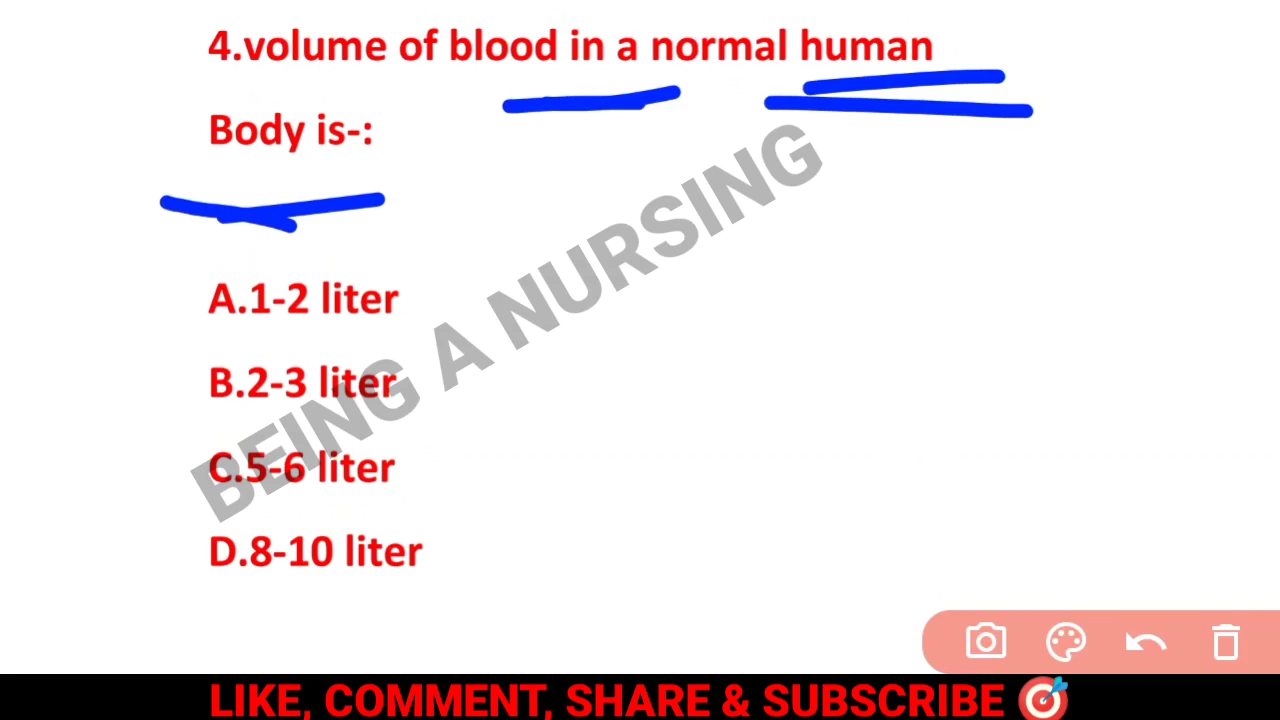 4.volume of blood in a normal human
Body is-:
A.1-2 liter
B.2-3 liter
C.5-6 liter
D.8-10 liter
BEING A NURSING
LIKE, COMMENT, SHARE & SUBSCRIBE 🎯